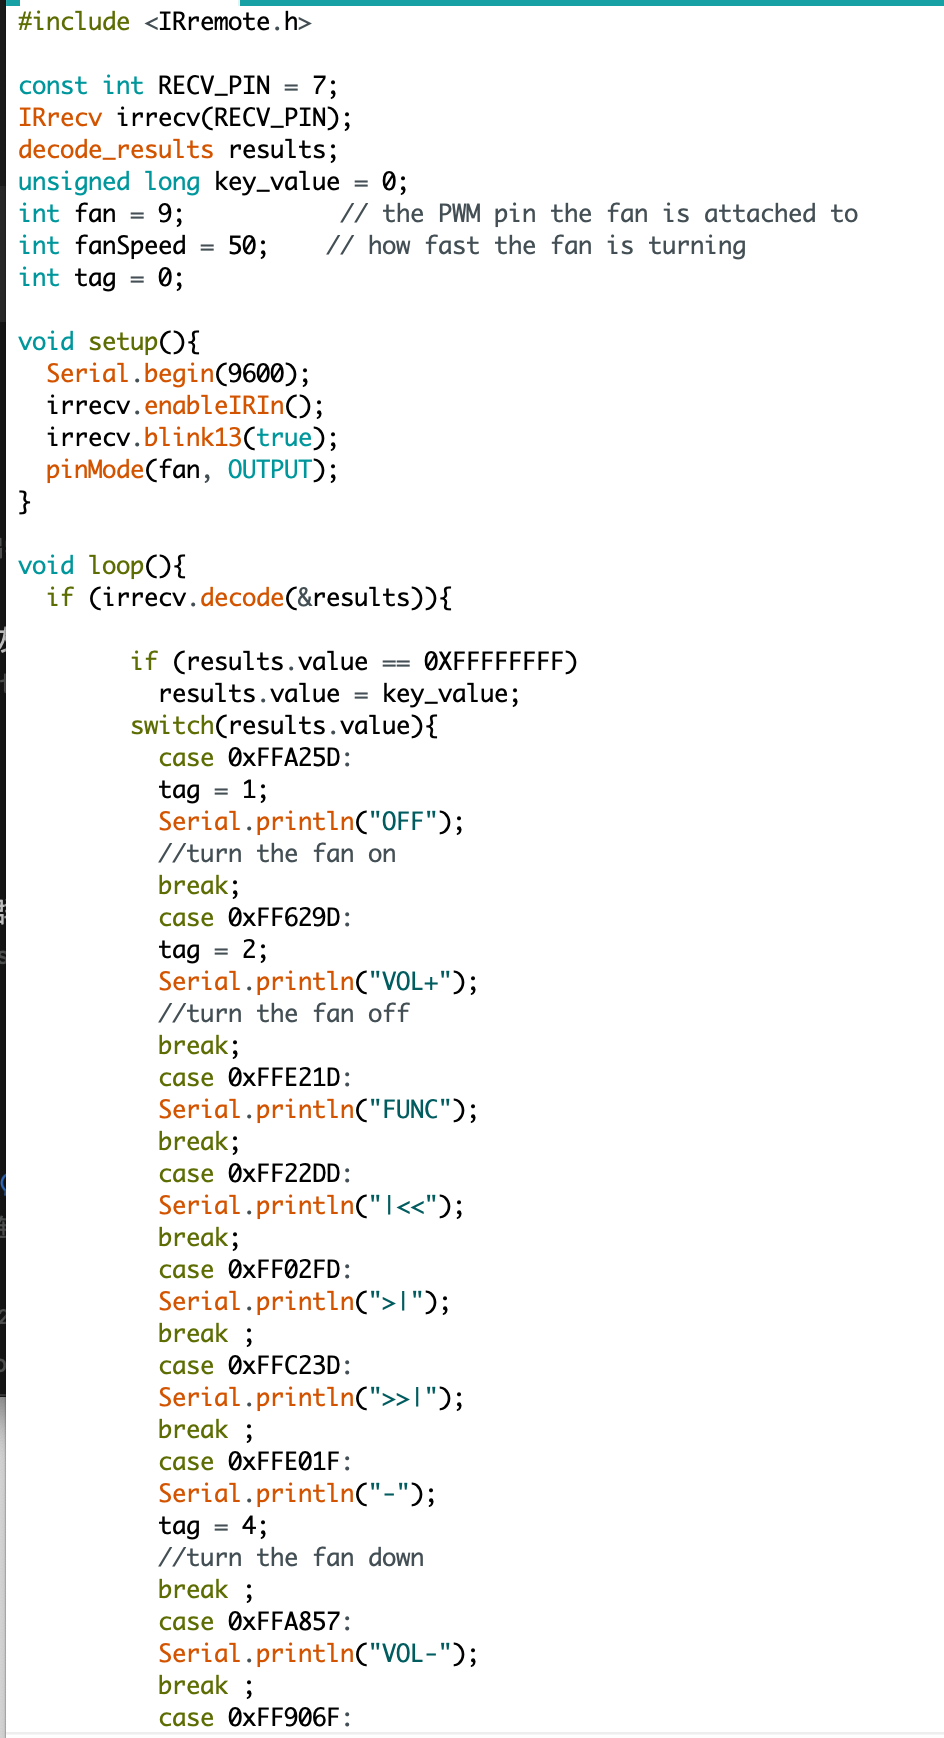 #include <IRremote.h>
const int RECV_PIN = 7;
IRrecv irrecv(RECV_PIN);
decode_results results;
unsigned long key_value = 0;
int fan = 9;           // the PWM pin the fan is attached to
int fanSpeed = 50;    // how fast the fan is turning
int tag = 0;
void setup(){
  Serial.begin(9600);
  irrecv.enableIRIn();
  irrecv.blink13(true);
  pinMode(fan, OUTPUT);
}
void loop(){
  if (irrecv.decode(&results)){
        if (results.value == 0XFFFFFFFF)
          results.value = key_value;
        switch(results.value){
          case 0xFFA25D:
          tag = 1;
          Serial.println("OFF");
          //turn the fan on
          break;
          case 0xFF629D:
          tag = 2;
          Serial.println("VOL+");
          //turn the fan off
          break;
          case 0xFFE21D:
          Serial.println("FUNC");
          break;
          case 0xFF22DD:
          Serial.println("|<<");
          break;
          case 0xFF02FD:
          Serial.println(">|");
          break ;
          case 0xFFC23D:
          Serial.println(">>|");
          break ;
          case 0xFFE01F:
          Serial.println("-");
          tag = 4;
          //turn the fan down
          break ;
          case 0xFFA857:
          Serial.println("VOL-");
          break ;
          case 0xFF906F: